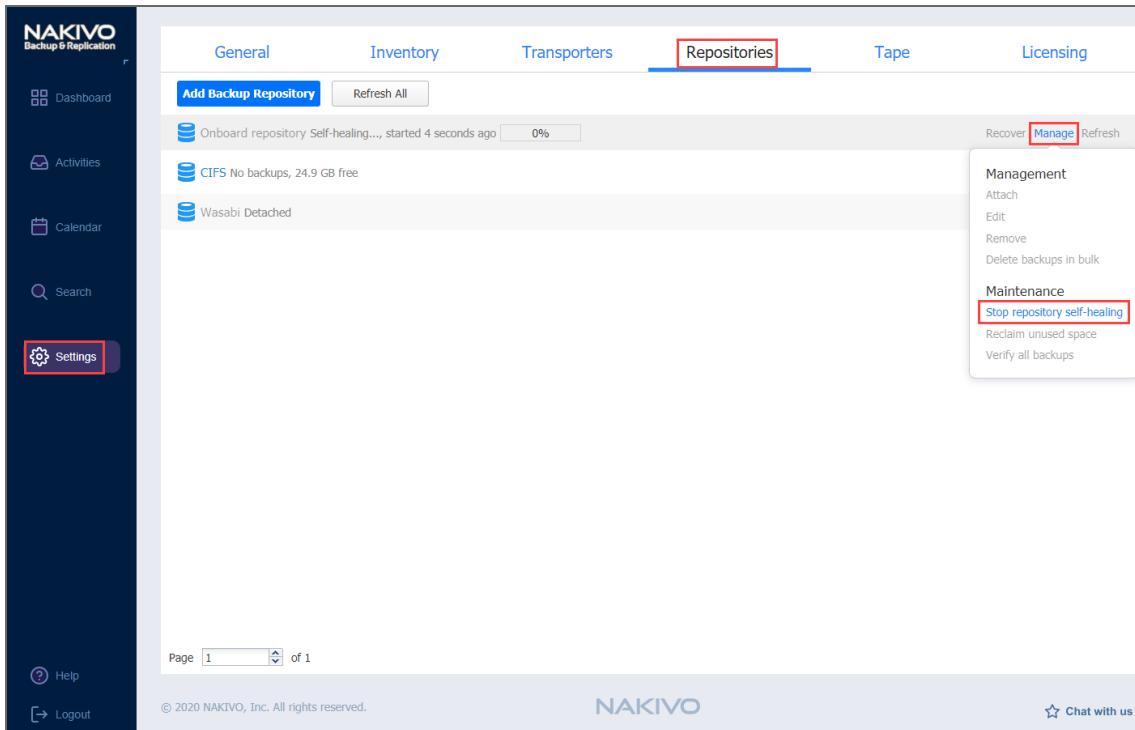 NAKIVO
Backup & Replication
Dashboard
Activities
Calendar
Search
Settings
Help
Logout
General Inventory Transporters Repositories Tape Licensing
Add Backup Repository Refresh All
Onboard repository Self-healing..., started 4 seconds ago 0% Recover Manage Refresh
CIFS No backups, 24.9 GB free
Wasabi Detached
Management
Attach
Edit
Remove
Delete backups in bulk
Maintenance
Stop repository self-healing
Reclaim unused space
Verify all backups
Page 1 of 1
© 2020 NAKIVO, Inc. All rights reserved. NAKIVO Chat with us